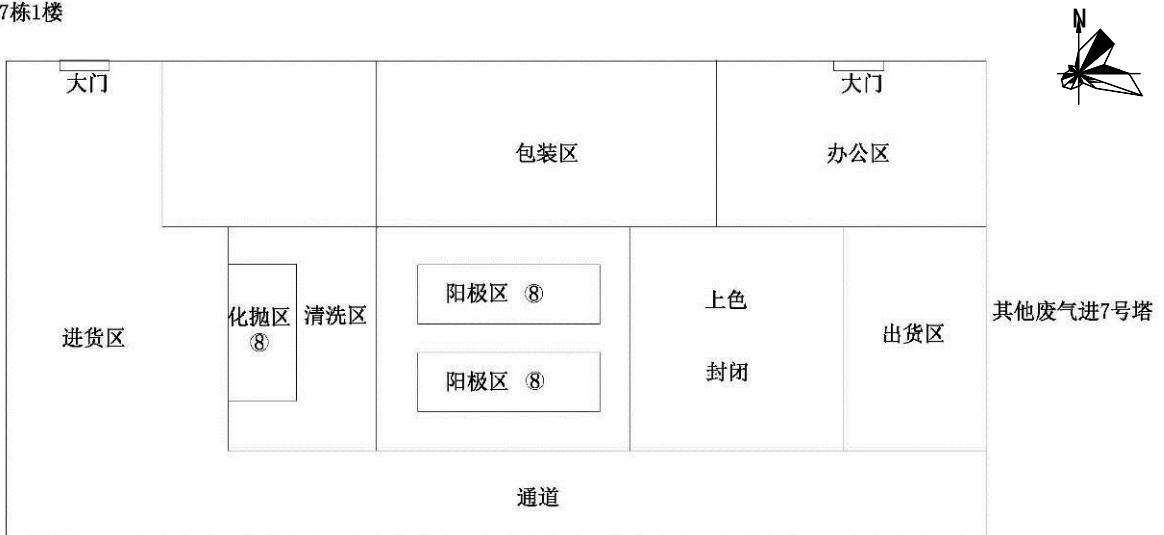 7栋1楼
N
大门
大门
包装区
办公区
阳极区 ⑧
上色
化抛区
⑧
清洗区
其他废气进7号塔
进货区
出货区
阳极区 ⑧
封闭
通道